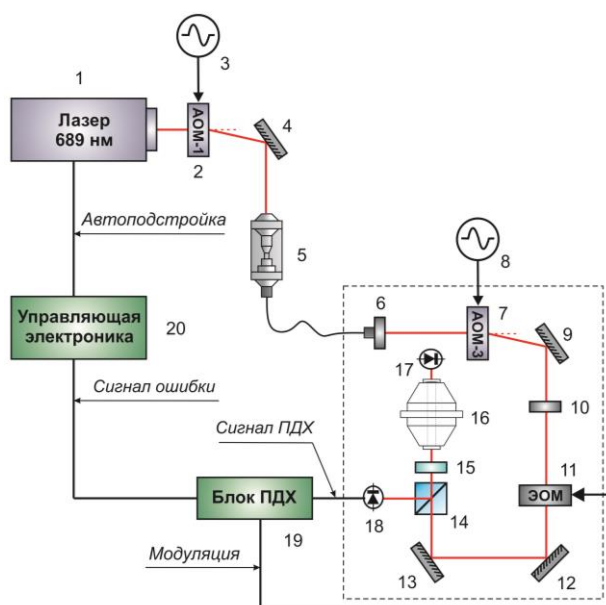 1
Лазер
689 нм
АОМ-1
2
3
4
5
Автоподстройка
Управляющая
электроника
20
Сигнал ошибки
6
АОМ-3
7
8
9
10
ЭОМ
11
12
13
14
15
16
17
18
Сигнал ПДХ
Блок ПДХ
19
Модуляция